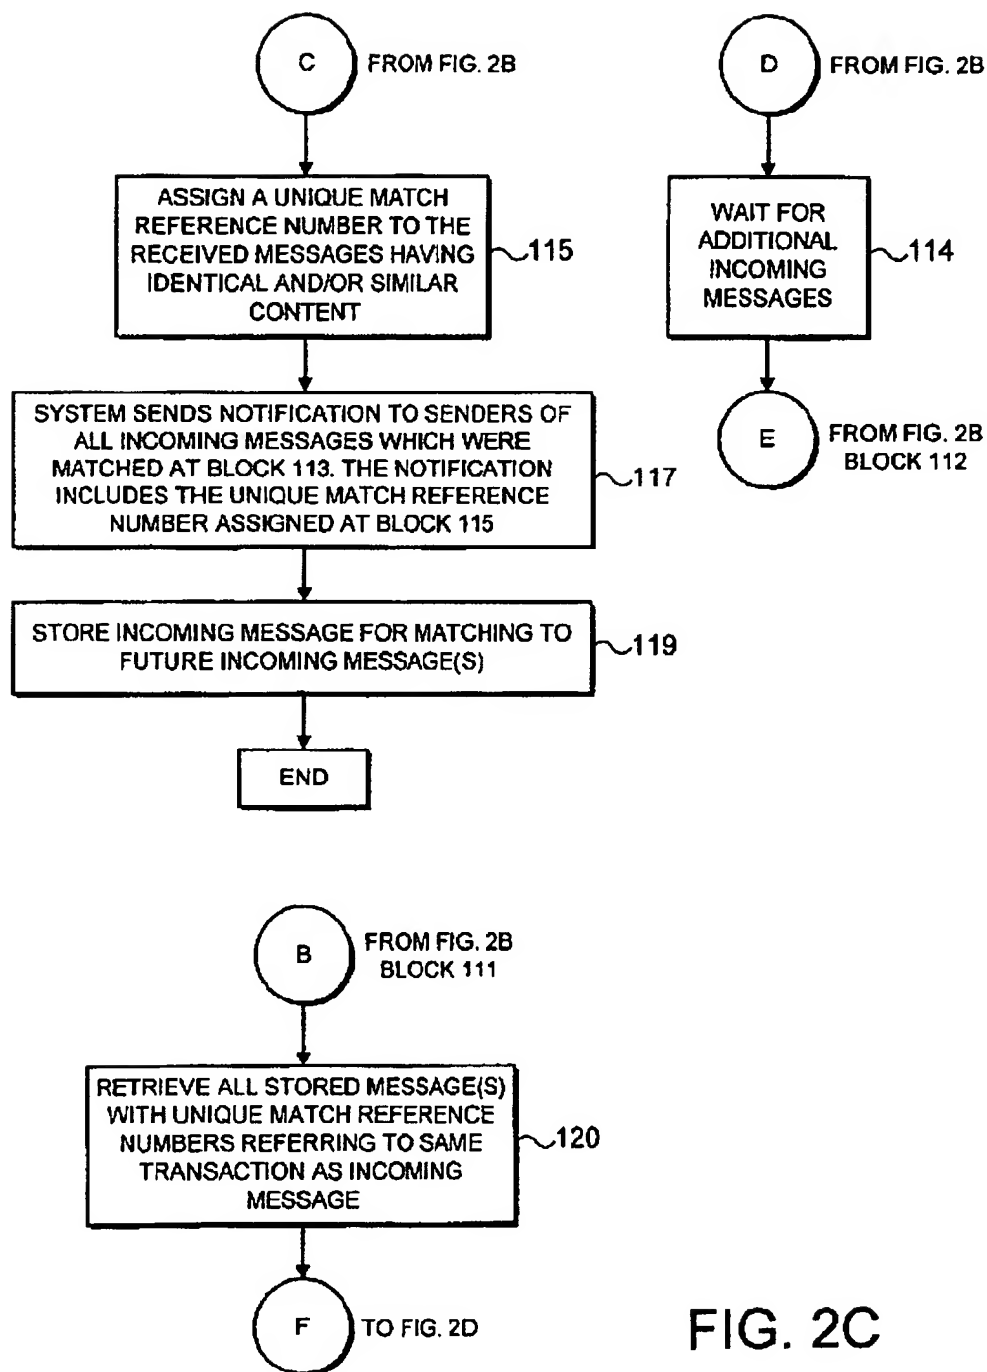 C
FROM FIG. 2B
ASSIGN A UNIQUE MATCH
REFERENCE NUMBER TO THE
RECEIVED MESSAGES HAVING
IDENTICAL AND/OR SIMILAR
CONTENT
115
SYSTEM SENDS NOTIFICATION TO SENDERS OF
ALL INCOMING MESSAGES WHICH WERE
MATCHED AT BLOCK 113. THE NOTIFICATION
INCLUDES THE UNIQUE MATCH REFERENCE
NUMBER ASSIGNED AT BLOCK 115
117
STORE INCOMING MESSAGE FOR MATCHING TO
FUTURE INCOMING MESSAGE(S)
119
END
D
FROM FIG. 2B
WAIT FOR
ADDITIONAL
INCOMING
MESSAGES
114
E
FROM FIG. 2B
BLOCK 112
B
FROM FIG. 2B
BLOCK 111
RETRIEVE ALL STORED MESSAGE(S)
WITH UNIQUE MATCH REFERENCE
NUMBERS REFERRING TO SAME
TRANSACTION AS INCOMING
MESSAGE
120
F
TO FIG. 2D
FIG. 2C